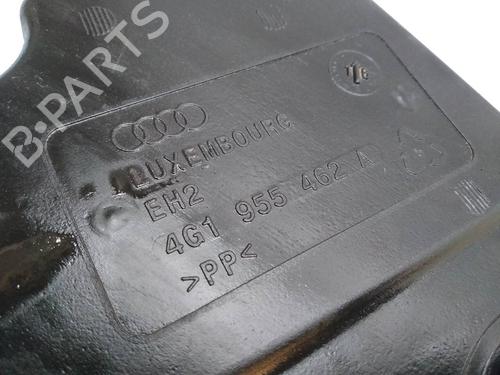 B-PARTS
LUXEMBOURG
EH2
4G1 955 462 A
>PP<